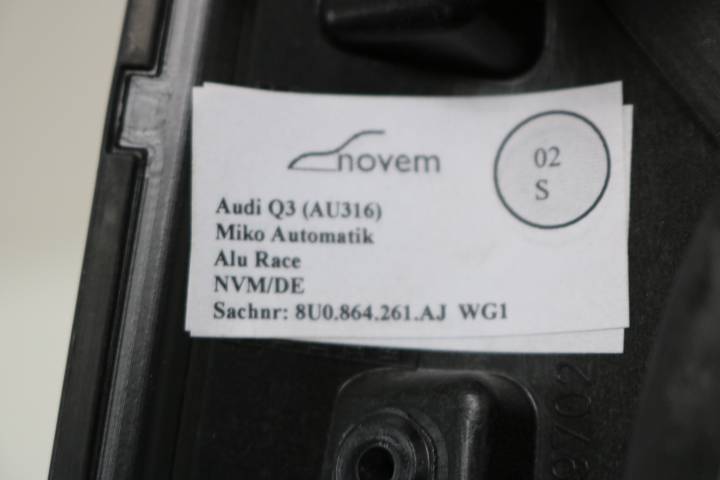 novem
02
S
Audi Q3 (AU316)
Miko Automatik
Alu Race
NVM/DE
Sachnr: 8U0.864.261.AJ WG1